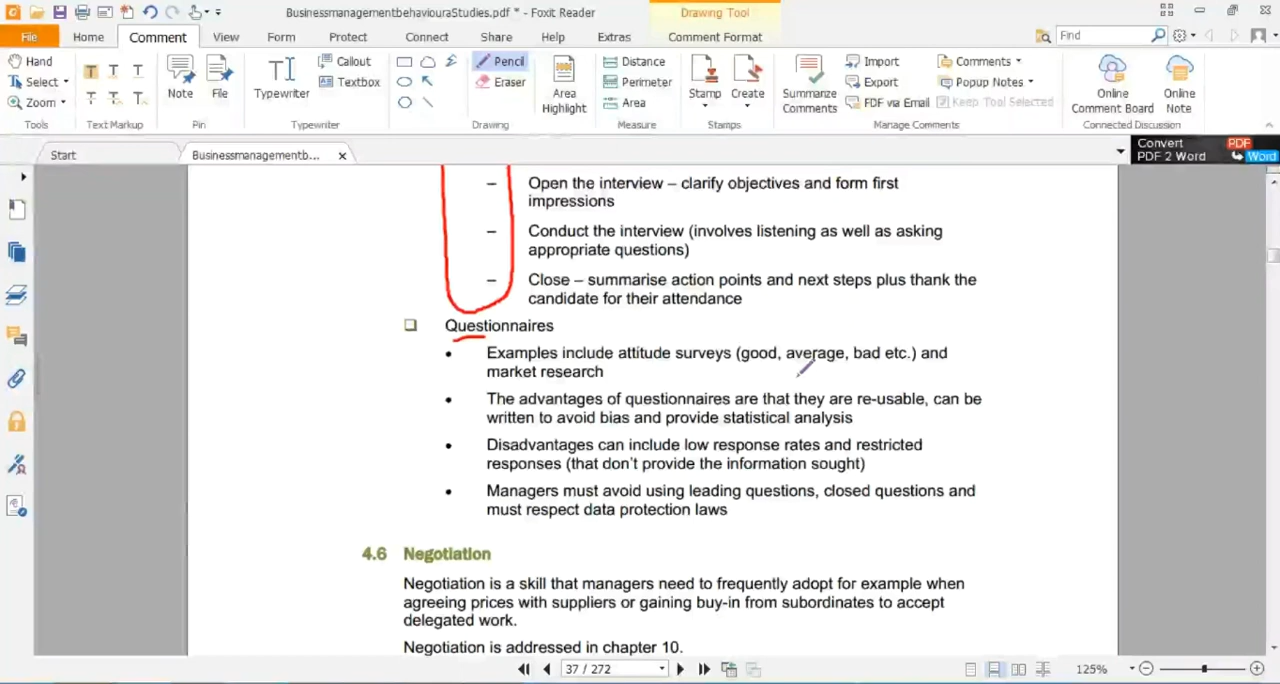 BusinessmanagementbehaviouraStudies.pdf * - Foxit Reader
Drawing Tool
File
Home
Comment
View
Form
Protect
Connect
Share
Help
Extras
Comment Format
Find
Hand
Select
Zoom
Tools
T T T
T T T
Text Markup
Note
File
Pin
Typewriter
Callout
Textbox
Typewriter
Pencil
Eraser
Drawing
Area
Highlight
Distance
Perimeter
Area
Measure
Stamp
Create
Stamps
Summarize
Comments
Import
Export
FDF via Email
Comments
Popup Notes
Keep Tool Selected
Manage Comments
Online
Comment Board
Online
Note
Connected Discussion
Start
Businessmanagementb...
Convert PDF
PDF 2 Word Word
– Open the interview – clarify objectives and form first
impressions
– Conduct the interview (involves listening as well as asking
appropriate questions)
– Close – summarise action points and next steps plus thank the
candidate for their attendance
❑ Questionnaires
• Examples include attitude surveys (good, average, bad etc.) and
market research
• The advantages of questionnaires are that they are re-usable, can be
written to avoid bias and provide statistical analysis
• Disadvantages can include low response rates and restricted
responses (that don't provide the information sought)
• Managers must avoid using leading questions, closed questions and
must respect data protection laws
4.6 Negotiation
Negotiation is a skill that managers need to frequently adopt for example when
agreeing prices with suppliers or gaining buy-in from subordinates to accept
delegated work.
Negotiation is addressed in chapter 10.
37 / 272
125%